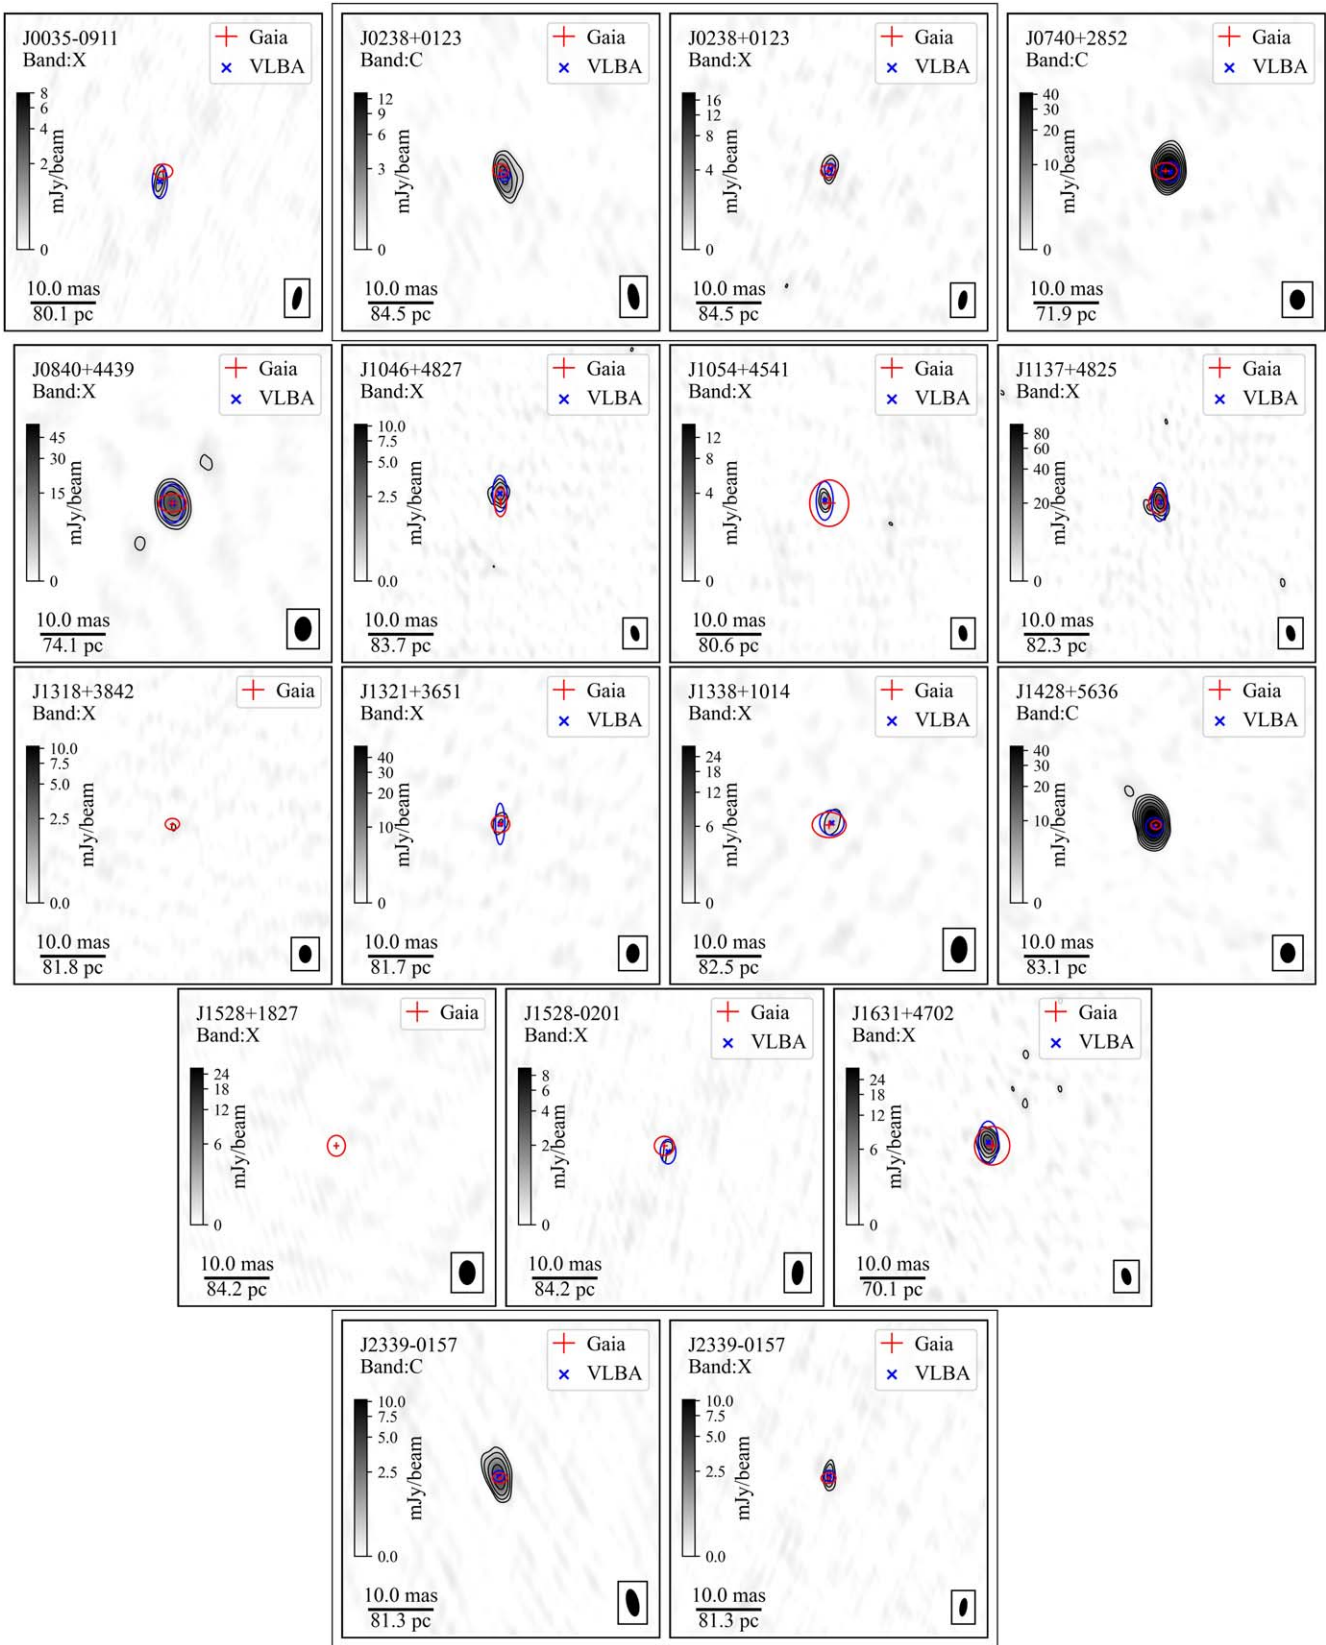 J0035-0911
Band:X
Gaia
VLBA
8
6
4
2
0
mJy/beam
10.0 mas
80.1 pc
J0238+0123
Band:C
Gaia
VLBA
12
9
6
3
0
mJy/beam
10.0 mas
84.5 pc
J0238+0123
Band:X
Gaia
VLBA
16
12
8
4
0
mJy/beam
10.0 mas
84.5 pc
J0740+2852
Band:C
Gaia
VLBA
40
30
20
10
0
mJy/beam
10.0 mas
71.9 pc
J0840+4439
Band:X
Gaia
VLBA
45
30
15
0
mJy/beam
10.0 mas
74.1 pc
J1046+4827
Band:X
Gaia
VLBA
10.0
7.5
5.0
2.5
0.0
mJy/beam
10.0 mas
83.7 pc
J1054+4541
Band:X
Gaia
VLBA
12
8
4
0
mJy/beam
10.0 mas
80.6 pc
J1137+4825
Band:X
Gaia
VLBA
80
60
40
20
0
mJy/beam
10.0 mas
82.3 pc
J1318+3842
Band:X
Gaia
10.0
7.5
5.0
2.5
0.0
mJy/beam
10.0 mas
81.8 pc
J1321+3651
Band:X
Gaia
VLBA
40
30
20
10
0
mJy/beam
10.0 mas
81.7 pc
J1338+1014
Band:X
Gaia
VLBA
24
18
12
6
0
mJy/beam
10.0 mas
82.5 pc
J1428+5636
Band:C
Gaia
VLBA
40
30
20
10
0
mJy/beam
10.0 mas
83.1 pc
J1528+1827
Band:X
Gaia
24
18
12
6
0
mJy/beam
10.0 mas
84.2 pc
J1528-0201
Band:X
Gaia
VLBA
8
6
4
2
0
mJy/beam
10.0 mas
84.2 pc
J1631+4702
Band:X
Gaia
VLBA
24
18
12
6
0
mJy/beam
10.0 mas
70.1 pc
J2339-0157
Band:C
Gaia
VLBA
10.0
7.5
5.0
2.5
0.0
mJy/beam
10.0 mas
81.3 pc
J2339-0157
Band:X
Gaia
VLBA
10.0
7.5
5.0
2.5
0.0
mJy/beam
10.0 mas
81.3 pc